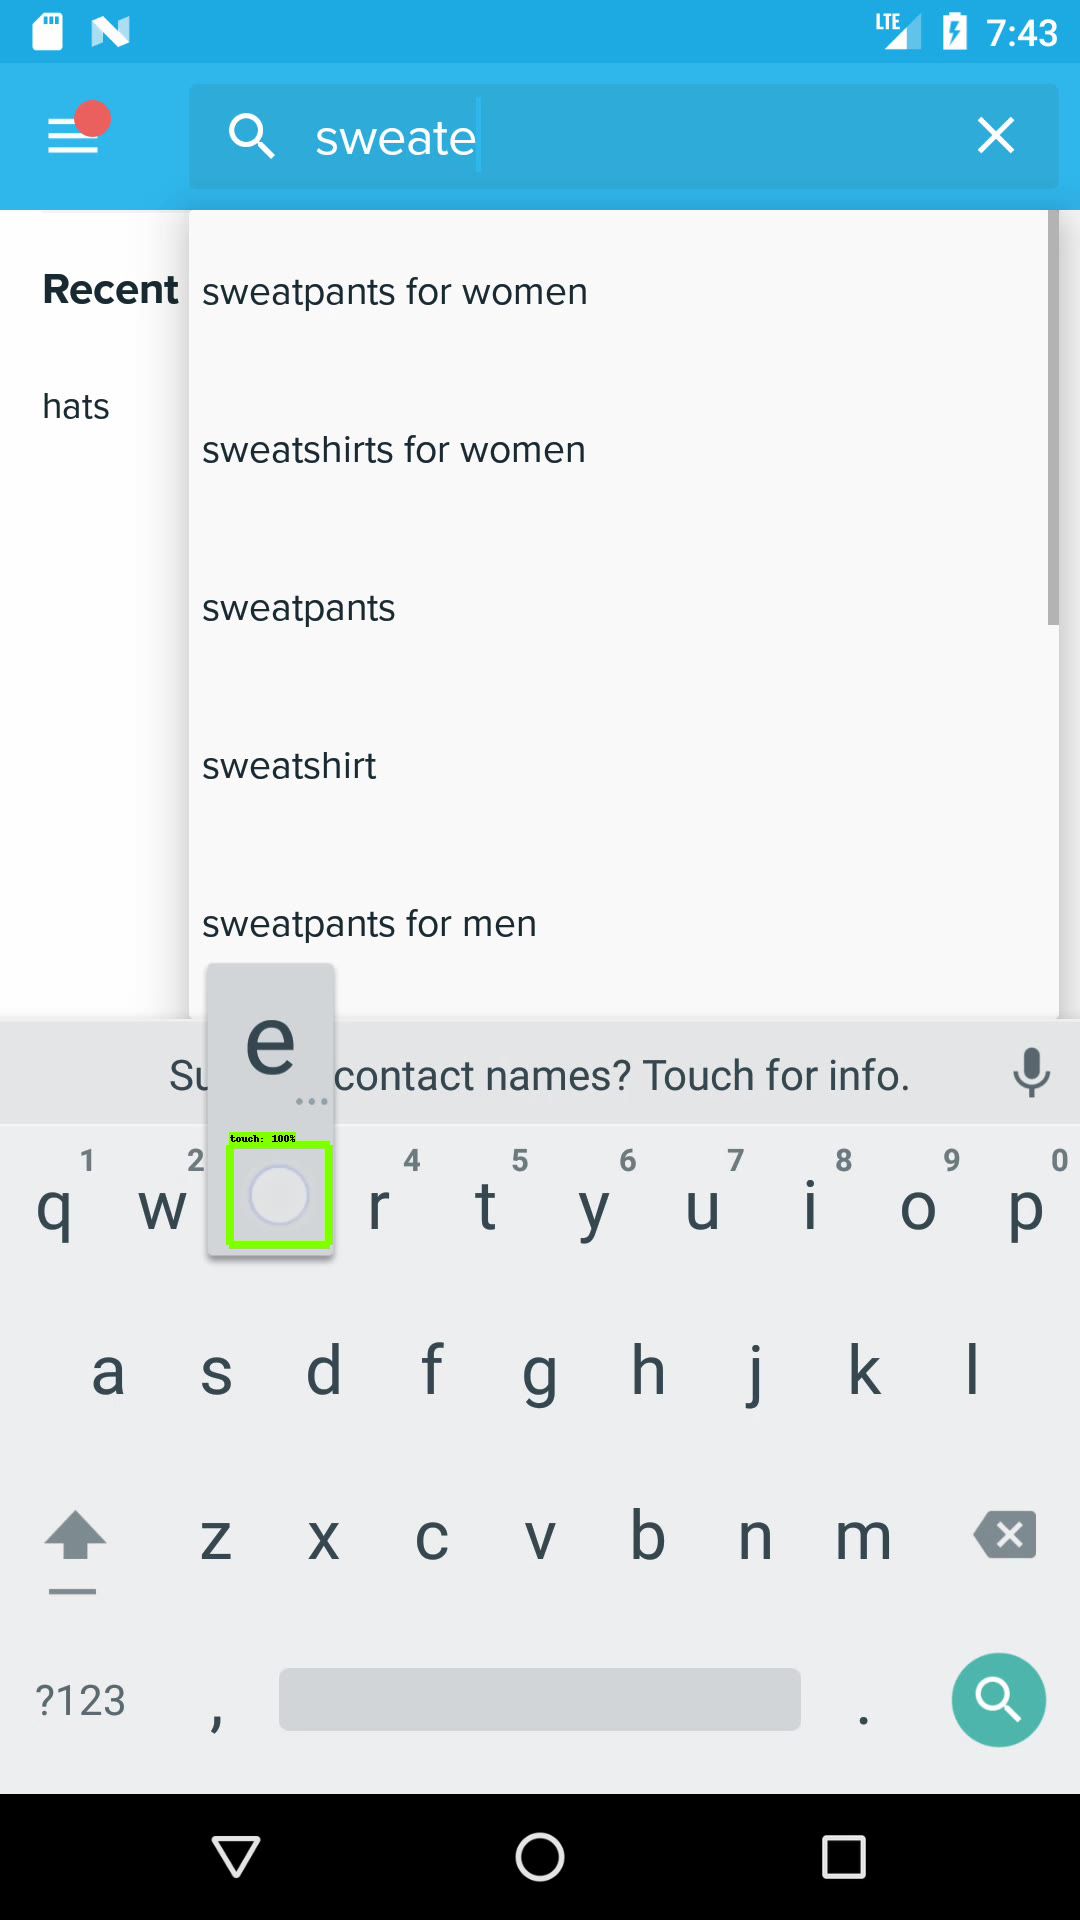 LTE 7:43
sweate
Recent
hats
sweatpants for women
sweatshirts for women
sweatpants
sweatshirt
sweatpants for men
e
Su contact names? Touch for info.
touch: 100%
1 2 4 5 6 7 8 9 0
q w r t y u i o p
a s d f g h j k l
z x c v b n m
?123 , .